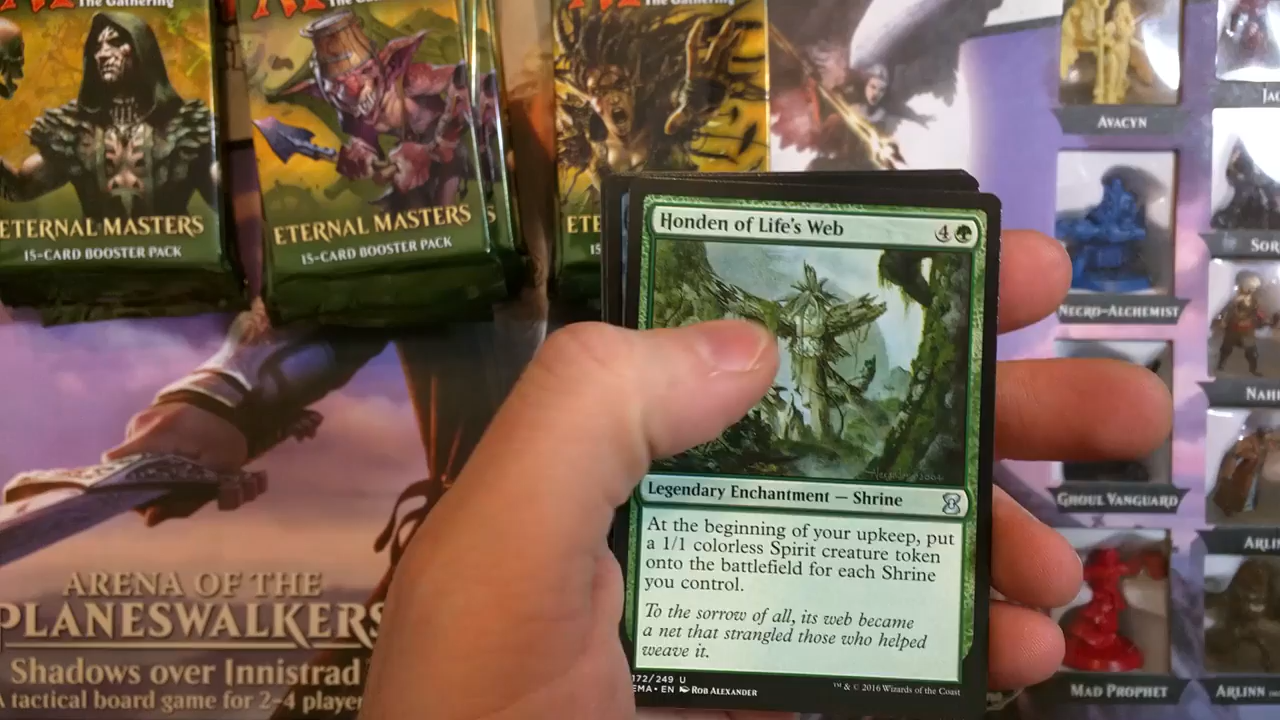 The Gathering
ETERNAL MASTERS
15-CARD BOOSTER PACK
The Gathering
ETERNAL MASTERS
15-CARD BOOSTER PACK
The Gathering
Honden of Life's Web
4
Legendary Enchantment — Shrine
At the beginning of your upkeep, put
a 1/1 colorless Spirit creature token
onto the battlefield for each Shrine
you control.
To the sorrow of all, its web became
a net that strangled those who helped
weave it.
172/249 U
EMA • EN ROB ALEXANDER
™ & © 2016 Wizards of the Coast
ARENA OF THE
PLANESWALKERS
Shadows over Innistrad
A tactical board game for 2-4 player
AVACYN
NECRO-ALCHEMIST
GHOUL VANGUARD
MAD PROPHET
ARLINN